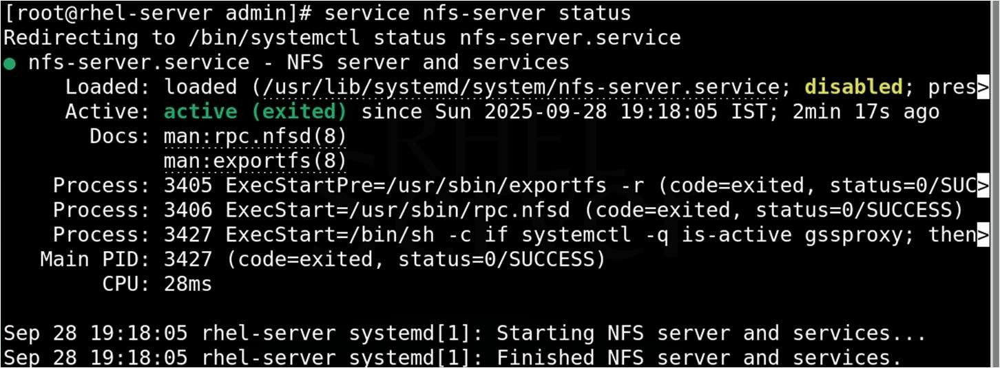 [root@rhel-server admin]# service nfs-server status
Redirecting to /bin/systemctl status nfs-server.service
● nfs-server.service - NFS server and services
     Loaded: loaded (/usr/lib/systemd/system/nfs-server.service; disabled; pres>
     Active: active (exited) since Sun 2025-09-28 19:18:05 IST; 2min 17s ago
       Docs: man:rpc.nfsd(8)
             man:exportfs(8)
    Process: 3405 ExecStartPre=/usr/sbin/exportfs -r (code=exited, status=0/SUC>
    Process: 3406 ExecStart=/usr/sbin/rpc.nfsd (code=exited, status=0/SUCCESS)
    Process: 3427 ExecStart=/bin/sh -c if systemctl -q is-active gssproxy; then>
   Main PID: 3427 (code=exited, status=0/SUCCESS)
        CPU: 28ms

Sep 28 19:18:05 rhel-server systemd[1]: Starting NFS server and services...
Sep 28 19:18:05 rhel-server systemd[1]: Finished NFS server and services.
RHEL
Server